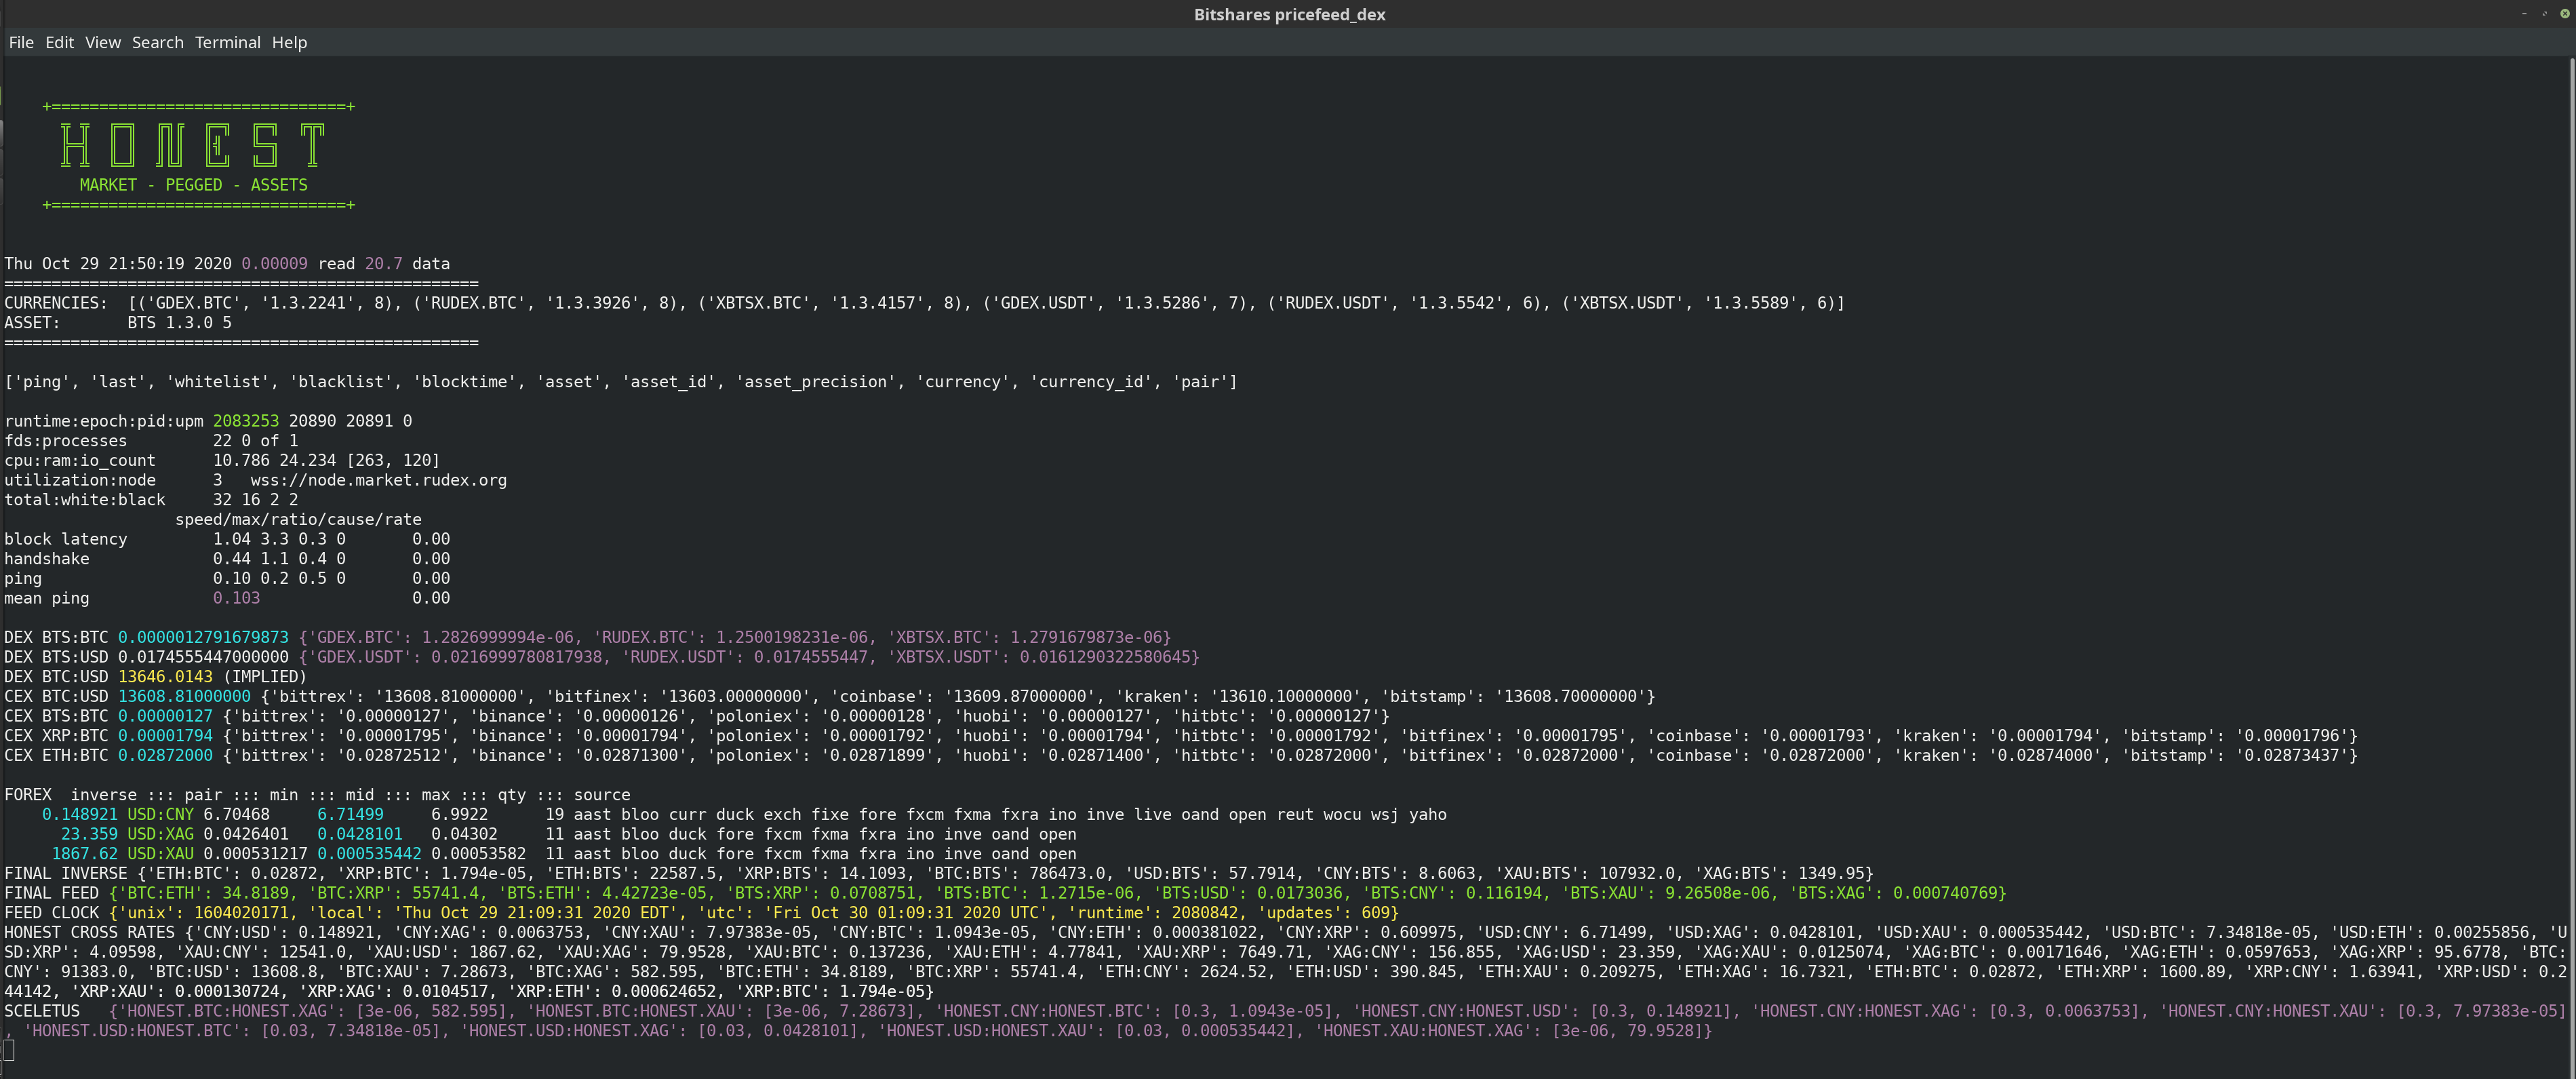 Bitshares pricefeed_dex
File Edit View Search Terminal Help
+===============================+
H O N E S T
MARKET - PEGGED - ASSETS
+===============================+
Thu Oct 29 21:50:19 2020 0.00009 read 20.7 data
==================================================
CURRENCIES:  [('GDEX.BTC', '1.3.2241', 8), ('RUDEX.BTC', '1.3.3926', 8), ('XBTSX.BTC', '1.3.4157', 8), ('GDEX.USDT', '1.3.5286', 7), ('RUDEX.USDT', '1.3.5542', 6), ('XBTSX.USDT', '1.3.5589', 6)]
ASSET:       BTS 1.3.0 5
==================================================
['ping', 'last', 'whitelist', 'blacklist', 'blocktime', 'asset', 'asset_id', 'asset_precision', 'currency', 'currency_id', 'pair']
runtime:epoch:pid:upm 2083253 20890 20891 0
fds:processes         22 0 of 1
cpu:ram:io_count      10.786 24.234 [263, 120]
utilization:node      3   wss://node.market.rudex.org
total:white:black     32 16 2 2
speed/max/ratio/cause/rate
block latency         1.04 3.3 0.3 0       0.00
handshake             0.44 1.1 0.4 0       0.00
ping                  0.10 0.2 0.5 0       0.00
mean ping             0.103                0.00
DEX BTS:BTC 0.0000012791679873 {'GDEX.BTC': 1.2826999994e-06, 'RUDEX.BTC': 1.2500198231e-06, 'XBTSX.BTC': 1.2791679873e-06}
DEX BTS:USD 0.0174555447000000 {'GDEX.USDT': 0.0216999780817938, 'RUDEX.USDT': 0.0174555447, 'XBTSX.USDT': 0.0161290322580645}
DEX BTC:USD 13646.0143 (IMPLIED)
CEX BTC:USD 13608.81000000 {'bittrex': '13608.81000000', 'bitfinex': '13603.00000000', 'coinbase': '13609.87000000', 'kraken': '13610.10000000', 'bitstamp': '13608.70000000'}
CEX BTS:BTC 0.00000127 {'bittrex': '0.00000127', 'binance': '0.00000126', 'poloniex': '0.00000128', 'huobi': '0.00000127', 'hitbtc': '0.00000127'}
CEX XRP:BTC 0.00001794 {'bittrex': '0.00001795', 'binance': '0.00001794', 'poloniex': '0.00001792', 'huobi': '0.00001794', 'hitbtc': '0.00001792', 'bitfinex': '0.00001795', 'coinbase': '0.00001793', 'kraken': '0.00001794', 'bitstamp': '0.00001796'}
CEX ETH:BTC 0.02872000 {'bittrex': '0.02872512', 'binance': '0.02871300', 'poloniex': '0.02871899', 'huobi': '0.02871400', 'hitbtc': '0.02872000', 'bitfinex': '0.02872000', 'coinbase': '0.02872000', 'kraken': '0.02874000', 'bitstamp': '0.02873437'}
FOREX  inverse ::: pair ::: min ::: mid ::: max ::: qty ::: source
0.148921 USD:CNY 6.70468     6.71499     6.9922      19 aast bloo curr duck exch fixe fore fxcm fxma fxra ino inve live oand open reut wocu wsj yaho
23.359 USD:XAG 0.0426401   0.0428101   0.04302     11 aast bloo duck fore fxcm fxma fxra ino inve oand open
1867.62 USD:XAU 0.000531217 0.000535442 0.00053582  11 aast bloo duck fore fxcm fxma fxra ino inve oand open
FINAL INVERSE {'ETH:BTC': 0.02872, 'XRP:BTC': 1.794e-05, 'ETH:BTS': 22587.5, 'XRP:BTS': 14.1093, 'BTC:BTS': 786473.0, 'USD:BTS': 57.7914, 'CNY:BTS': 8.6063, 'XAU:BTS': 107932.0, 'XAG:BTS': 1349.95}
FINAL FEED {'BTC:ETH': 34.8189, 'BTC:XRP': 55741.4, 'BTS:ETH': 4.42723e-05, 'BTS:XRP': 0.0708751, 'BTS:BTC': 1.2715e-06, 'BTS:USD': 0.0173036, 'BTS:CNY': 0.116194, 'BTS:XAU': 9.26508e-06, 'BTS:XAG': 0.000740769}
FEED CLOCK {'unix': 1604020171, 'local': 'Thu Oct 29 21:09:31 2020 EDT', 'utc': 'Fri Oct 30 01:09:31 2020 UTC', 'runtime': 2080842, 'updates': 609}
HONEST CROSS RATES {'CNY:USD': 0.148921, 'CNY:XAG': 0.0063753, 'CNY:XAU': 7.97383e-05, 'CNY:BTC': 1.0943e-05, 'CNY:ETH': 0.000381022, 'CNY:XRP': 0.609975, 'USD:CNY': 6.71499, 'USD:XAG': 0.0428101, 'USD:XAU': 0.000535442, 'USD:BTC': 7.34818e-05, 'USD:ETH': 0.00255856, 'U
SD:XRP': 4.09598, 'XAU:CNY': 12541.0, 'XAU:USD': 1867.62, 'XAU:XAG': 79.9528, 'XAU:BTC': 0.137236, 'XAU:ETH': 4.77841, 'XAU:XRP': 7649.71, 'XAG:CNY': 156.855, 'XAG:USD': 23.359, 'XAG:XAU': 0.0125074, 'XAG:BTC': 0.00171646, 'XAG:ETH': 0.0597653, 'XAG:XRP': 95.6778, 'BTC:
CNY': 91383.0, 'BTC:USD': 13608.8, 'BTC:XAU': 7.28673, 'BTC:XAG': 582.595, 'BTC:ETH': 34.8189, 'BTC:XRP': 55741.4, 'ETH:CNY': 2624.52, 'ETH:USD': 390.845, 'ETH:XAU': 0.209275, 'ETH:XAG': 16.7321, 'ETH:BTC': 0.02872, 'ETH:XRP': 1600.89, 'XRP:CNY': 1.63941, 'XRP:USD': 0.2
44142, 'XRP:XAU': 0.000130724, 'XRP:XAG': 0.0104517, 'XRP:ETH': 0.000624652, 'XRP:BTC': 1.794e-05}
SCELETUS   {'HONEST.BTC:HONEST.XAG': [3e-06, 582.595], 'HONEST.BTC:HONEST.XAU': [3e-06, 7.28673], 'HONEST.CNY:HONEST.BTC': [0.3, 1.0943e-05], 'HONEST.CNY:HONEST.USD': [0.3, 0.148921], 'HONEST.CNY:HONEST.XAG': [0.3, 0.0063753], 'HONEST.CNY:HONEST.XAU': [0.3, 7.97383e-05]
, 'HONEST.USD:HONEST.BTC': [0.03, 7.34818e-05], 'HONEST.USD:HONEST.XAG': [0.03, 0.0428101], 'HONEST.USD:HONEST.XAU': [0.03, 0.000535442], 'HONEST.XAU:HONEST.XAG': [3e-06, 79.9528]}